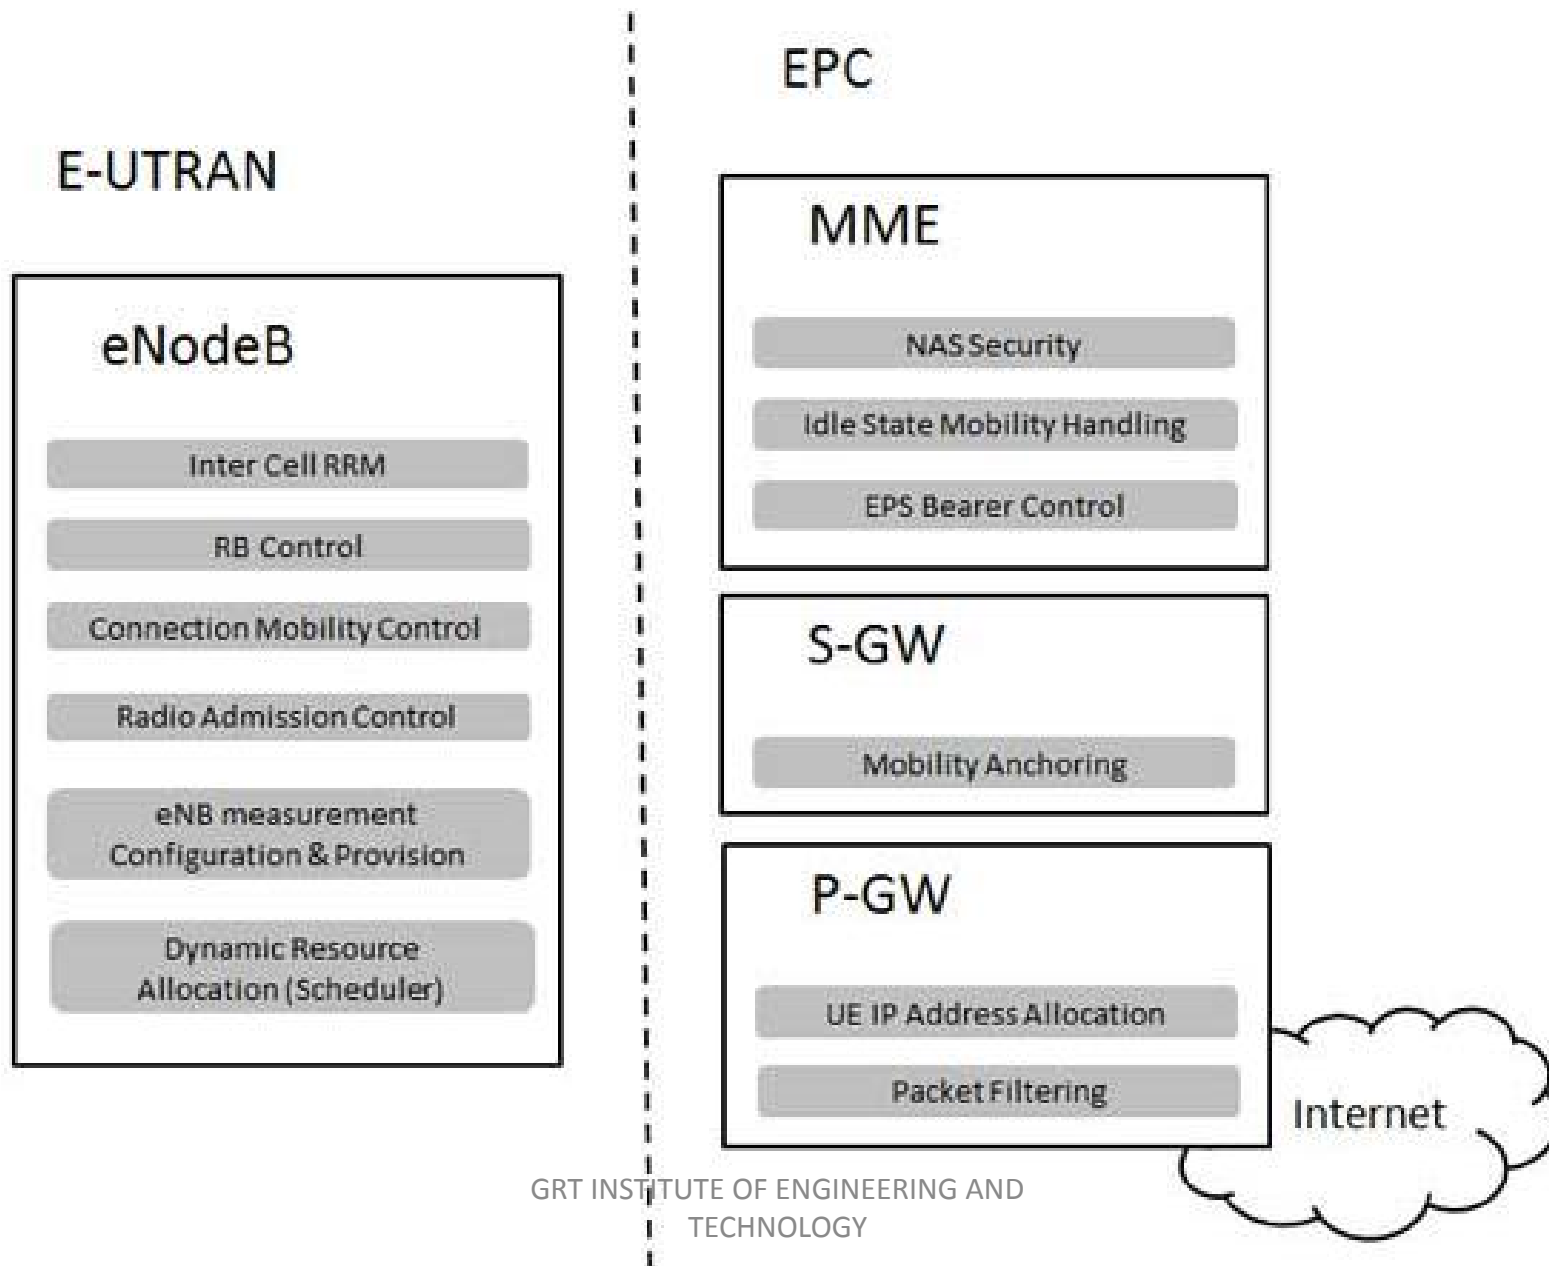 E-UTRAN
eNodeB
Inter Cell RRM
RB Control
Connection Mobility Control
Radio Admission Control
eNB measurement
Configuration & Provision
Dynamic Resource
Allocation (Scheduler)
EPC
MME
NAS Security
Idle State Mobility Handling
EPS Bearer Control
S-GW
Mobility Anchoring
P-GW
UE IP Address Allocation
Packet Filtering
Internet
GRT INSTITUTE OF ENGINEERING AND
TECHNOLOGY